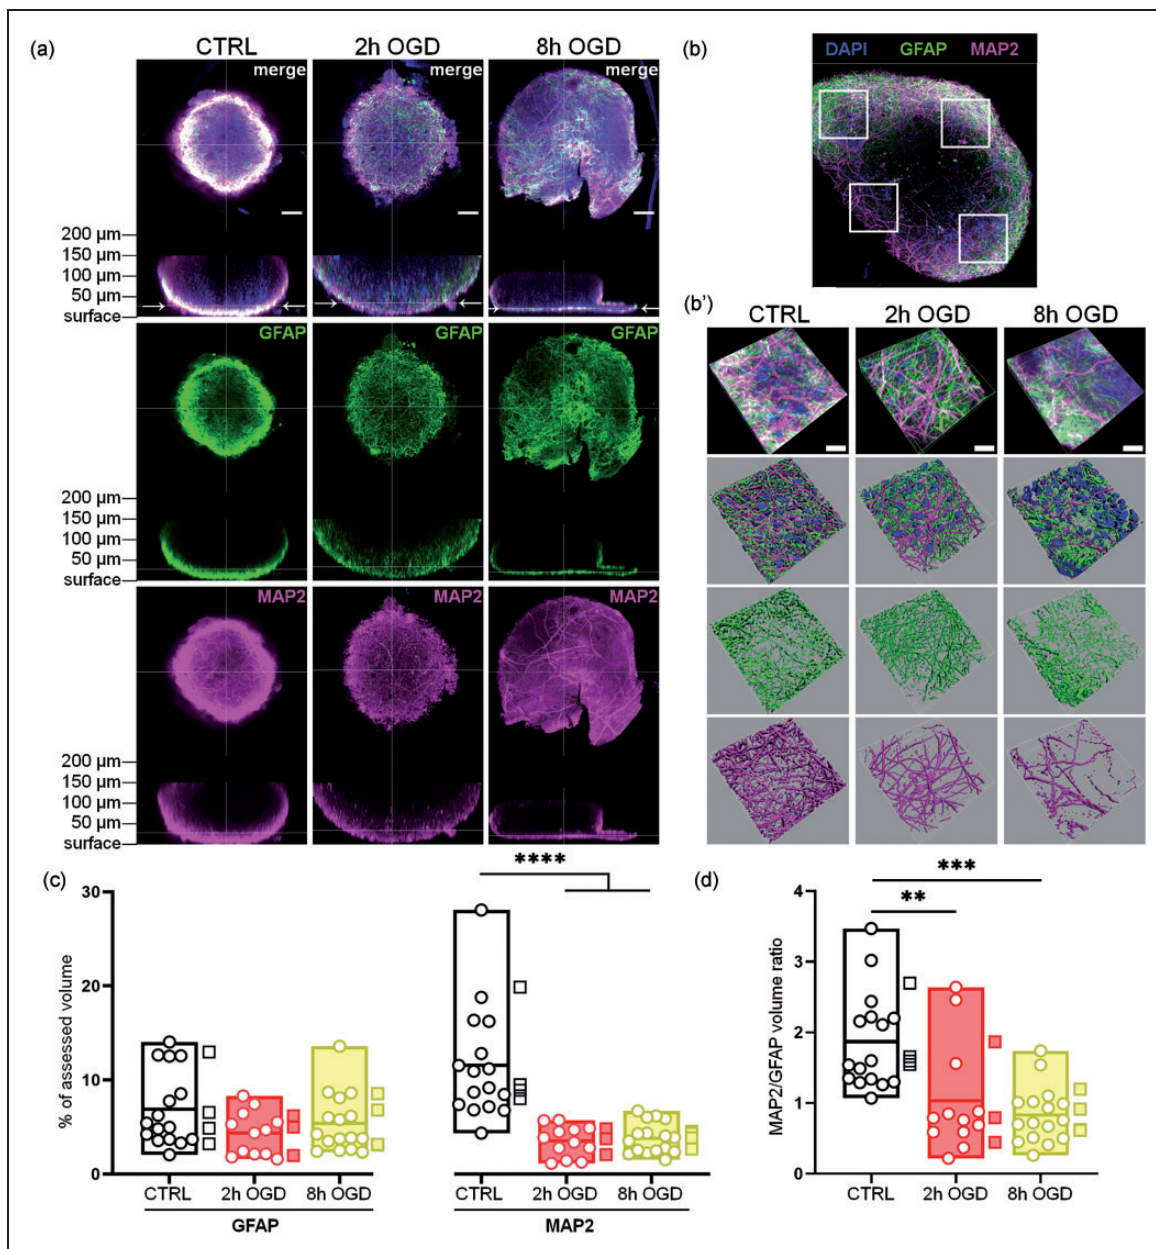 (a)
CTRL
2h OGD
8h OGD
merge
merge
merge
200 µm
150 µm
100 µm
50 µm
surface
GFAP
GFAP
GFAP
200 µm
150 µm
100 µm
50 µm
surface
MAP2
MAP2
MAP2
200 µm
150 µm
100 µm
50 µm
surface
(b)
DAPI GFAP MAP2
(b')
CTRL
2h OGD
8h OGD
(c)
****
% of assessed volume
30
20
10
0
CTRL
2h OGD
8h OGD
CTRL
2h OGD
8h OGD
GFAP
MAP2
(d)
***
**
MAP2/GFAP volume ratio
4
3
2
1
0
CTRL
2h OGD
8h OGD